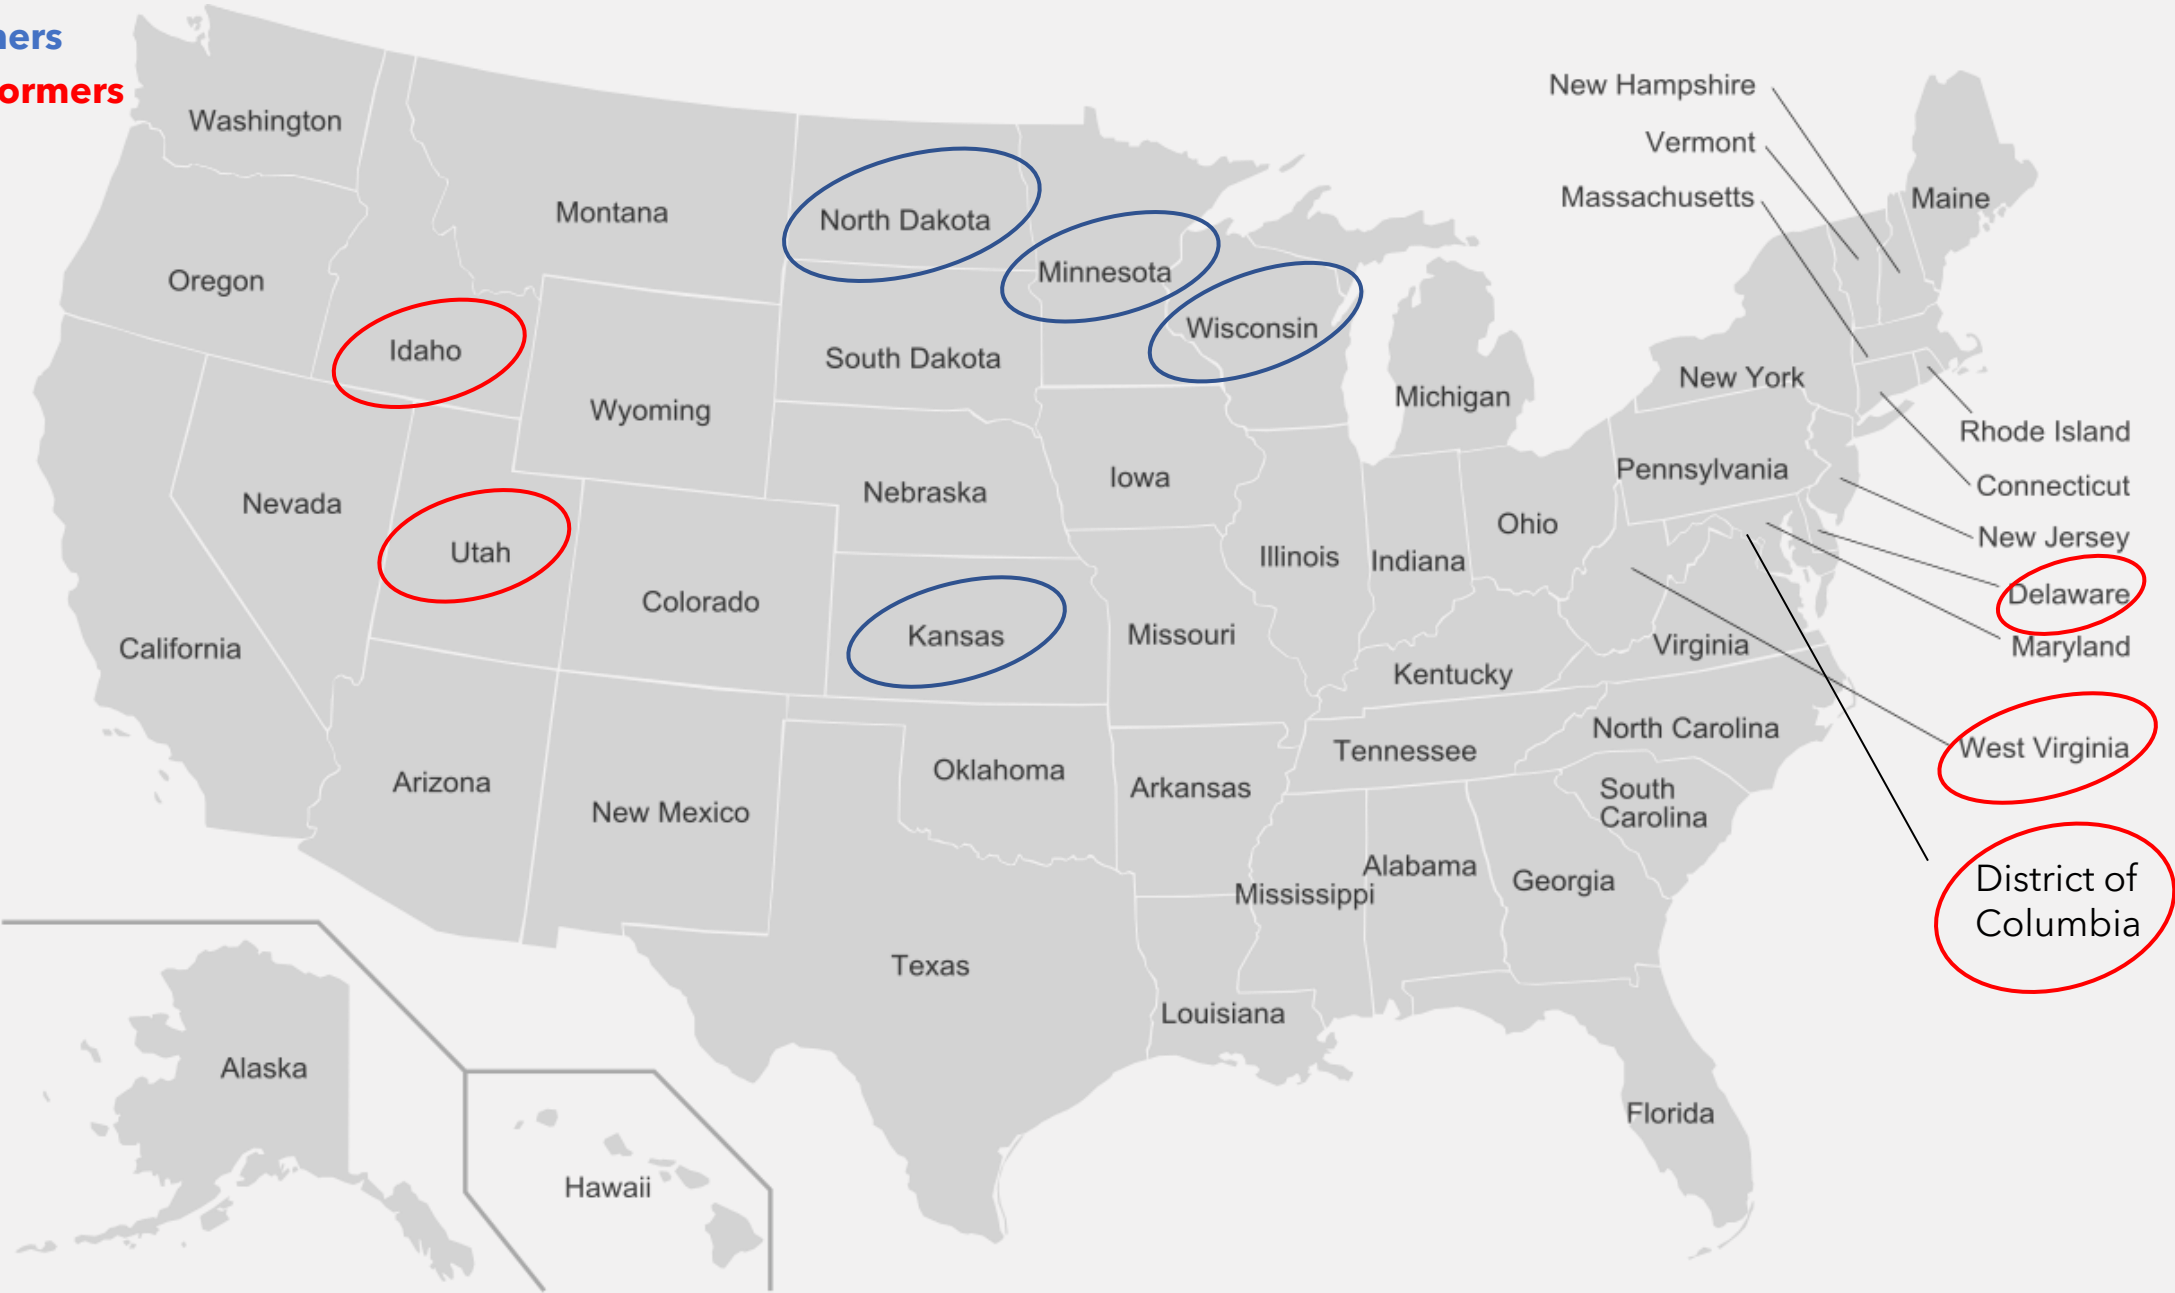 ners
ormers
Washington
Oregon
California
Nevada
Idaho
Utah
Arizona
Montana
Wyoming
Colorado
New Mexico
North Dakota
South Dakota
Nebraska
Kansas
Oklahoma
Texas
Minnesota
Iowa
Missouri
Arkansas
Louisiana
Wisconsin
Illinois
Michigan
Indiana
Ohio
Kentucky
Tennessee
Mississippi
Alabama
Georgia
Florida
South
Carolina
North Carolina
Virginia
Pennsylvania
New York
New Hampshire
Vermont
Massachusetts
Maine
Rhode Island
Connecticut
New Jersey
Delaware
Maryland
West Virginia
District of
Columbia
Alaska
Hawaii